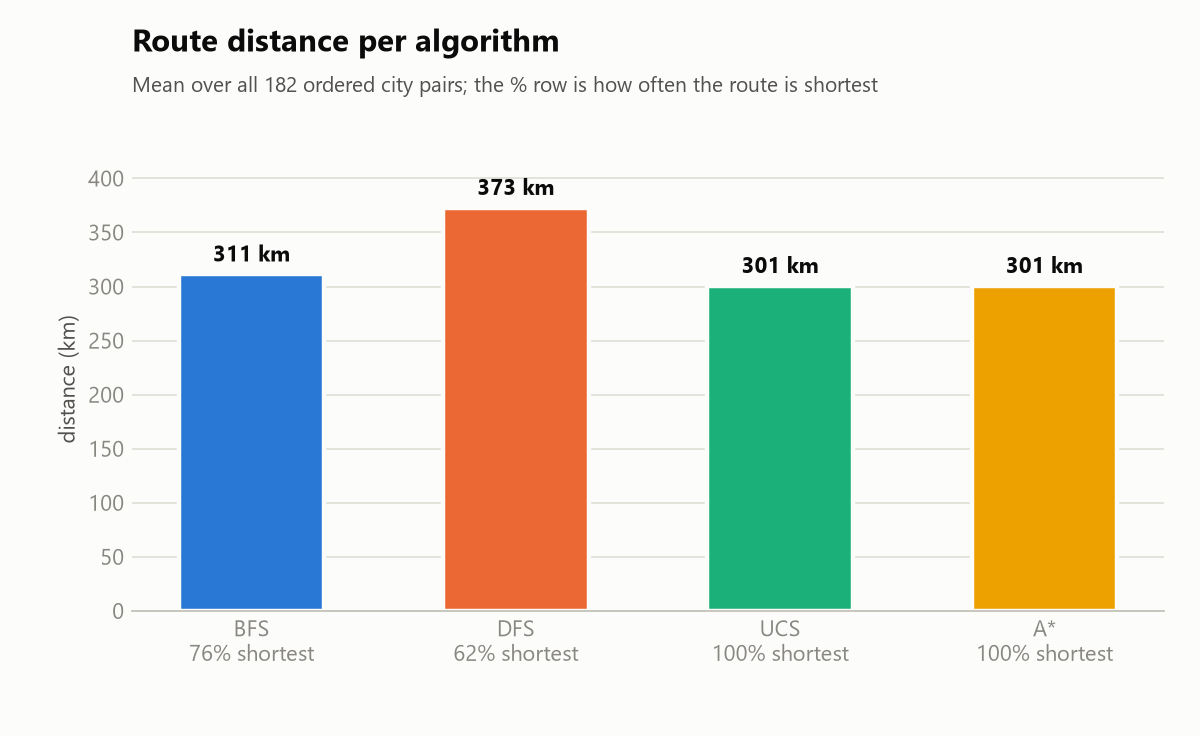 Route distance per algorithm
Mean over all 182 ordered city pairs; the % row is how often the route is shortest
400
350
300
250
200
150
100
50
0
distance (km)
311 km
373 km
301 km
301 km
BFS
76% shortest
DFS
62% shortest
UCS
100% shortest
A*
100% shortest